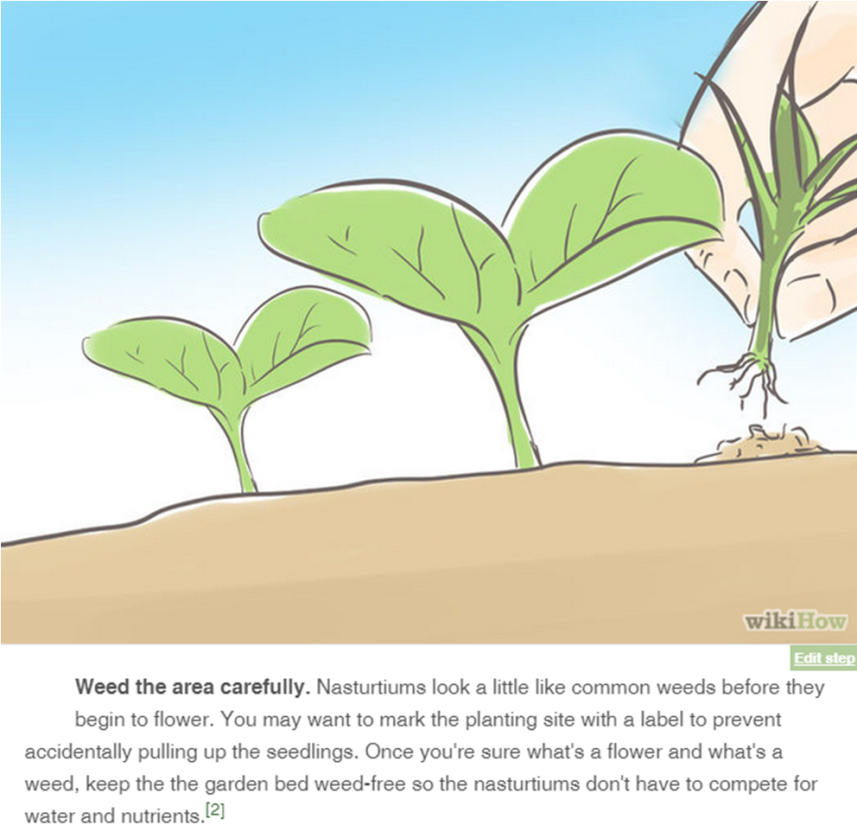 wikiHow
Edit step
Weed the area carefully. Nasturtiums look a little like common weeds before they
begin to flower. You may want to mark the planting site with a label to prevent
accidentally pulling up the seedlings. Once you're sure what's a flower and what's a
weed, keep the the garden bed weed-free so the nasturtiums don't have to compete for
water and nutrients.[2]